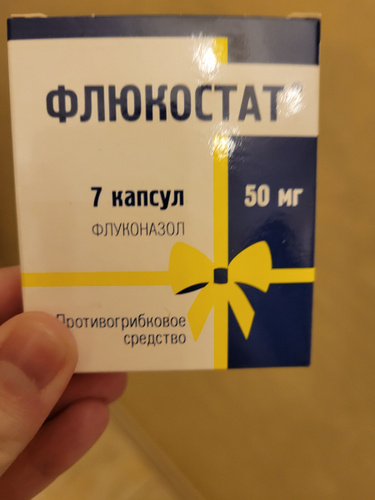 ФЛЮКОСТАТ®
7 капсул
50 мг
ФЛУКОНАЗОЛ
Противогрибковое
средство